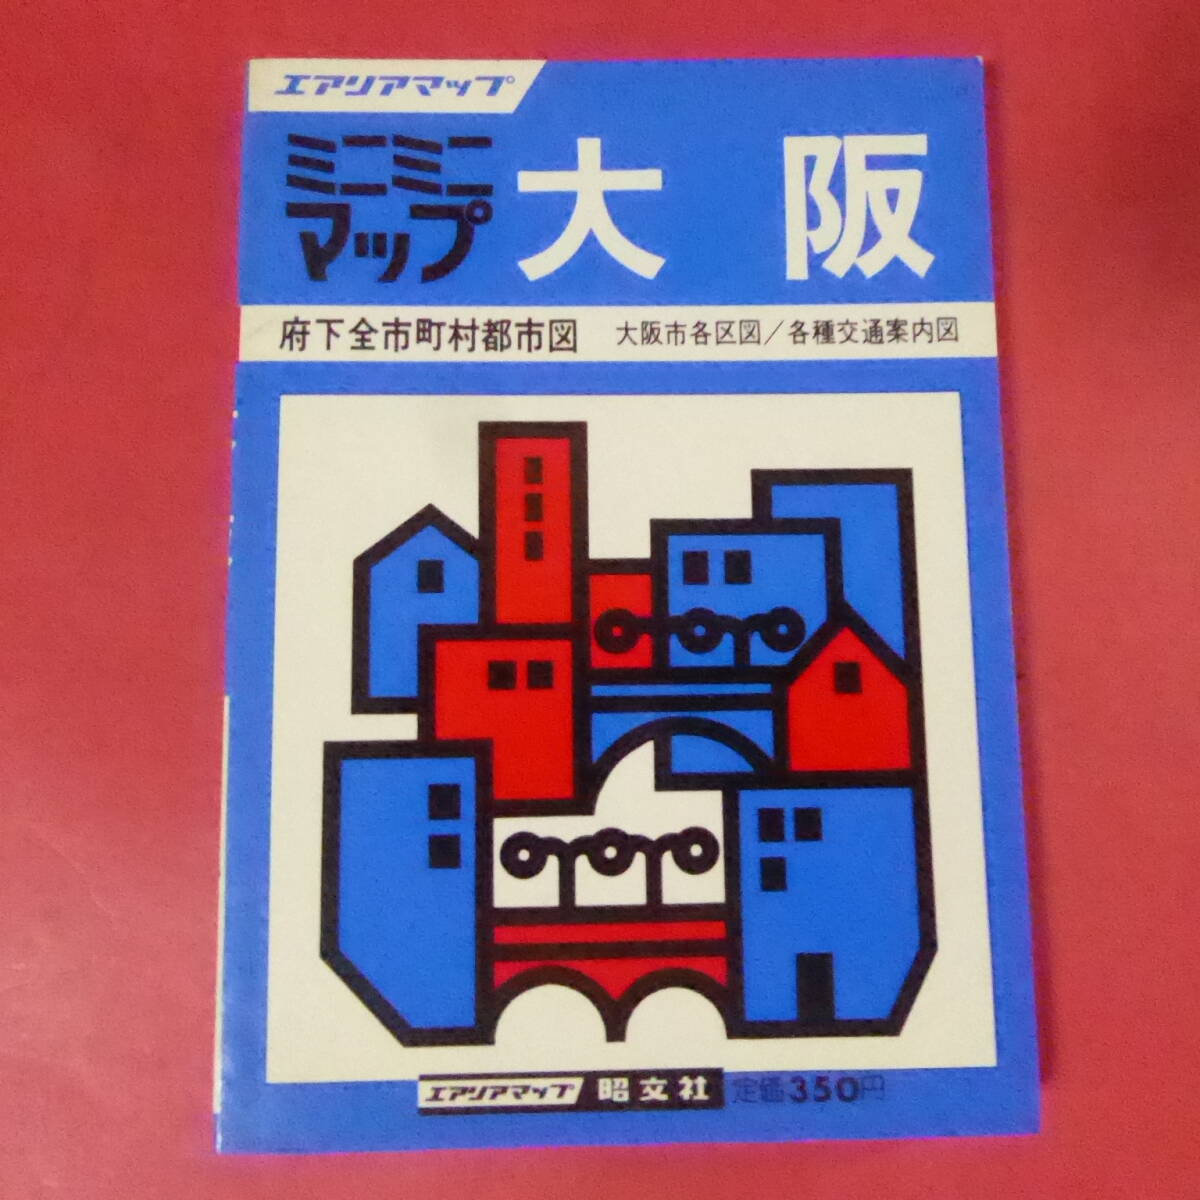 エアリアマップ
ミニミニ
マップ
大阪
府下全市町村都市図 大阪市各区図/各種交通案内図
エアリアマップ 昭文社 定価350円